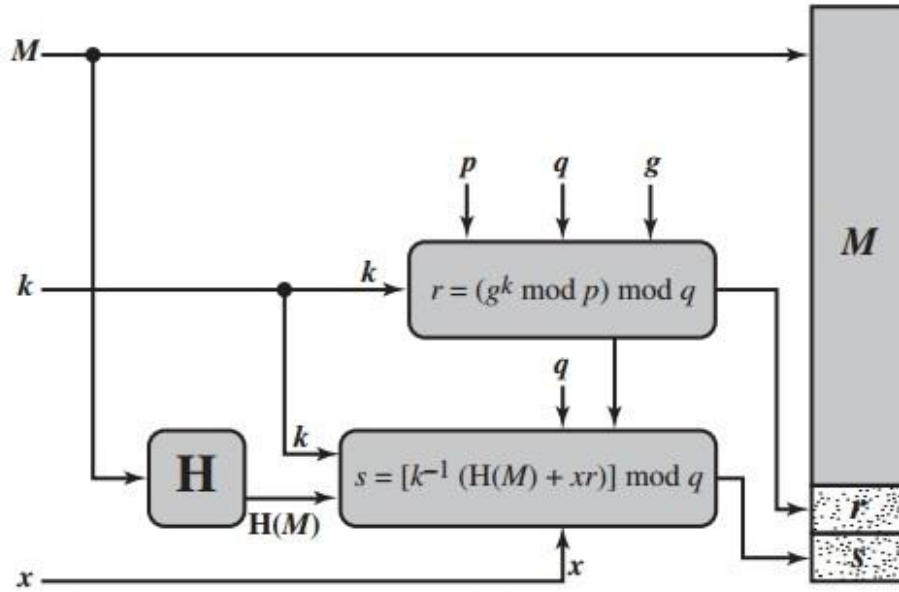 M
p q g
M
k k r = (g^k mod p) mod q
q
k
H s = [k^–1 (H(M) + xr)] mod q
r
H(M)
s
x x